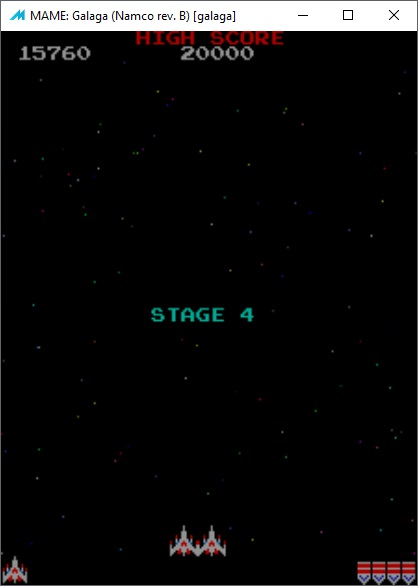 MAME: Galaga (Namco rev. B) [galaga]
HIGH SCORE
15760 20000
STAGE 4